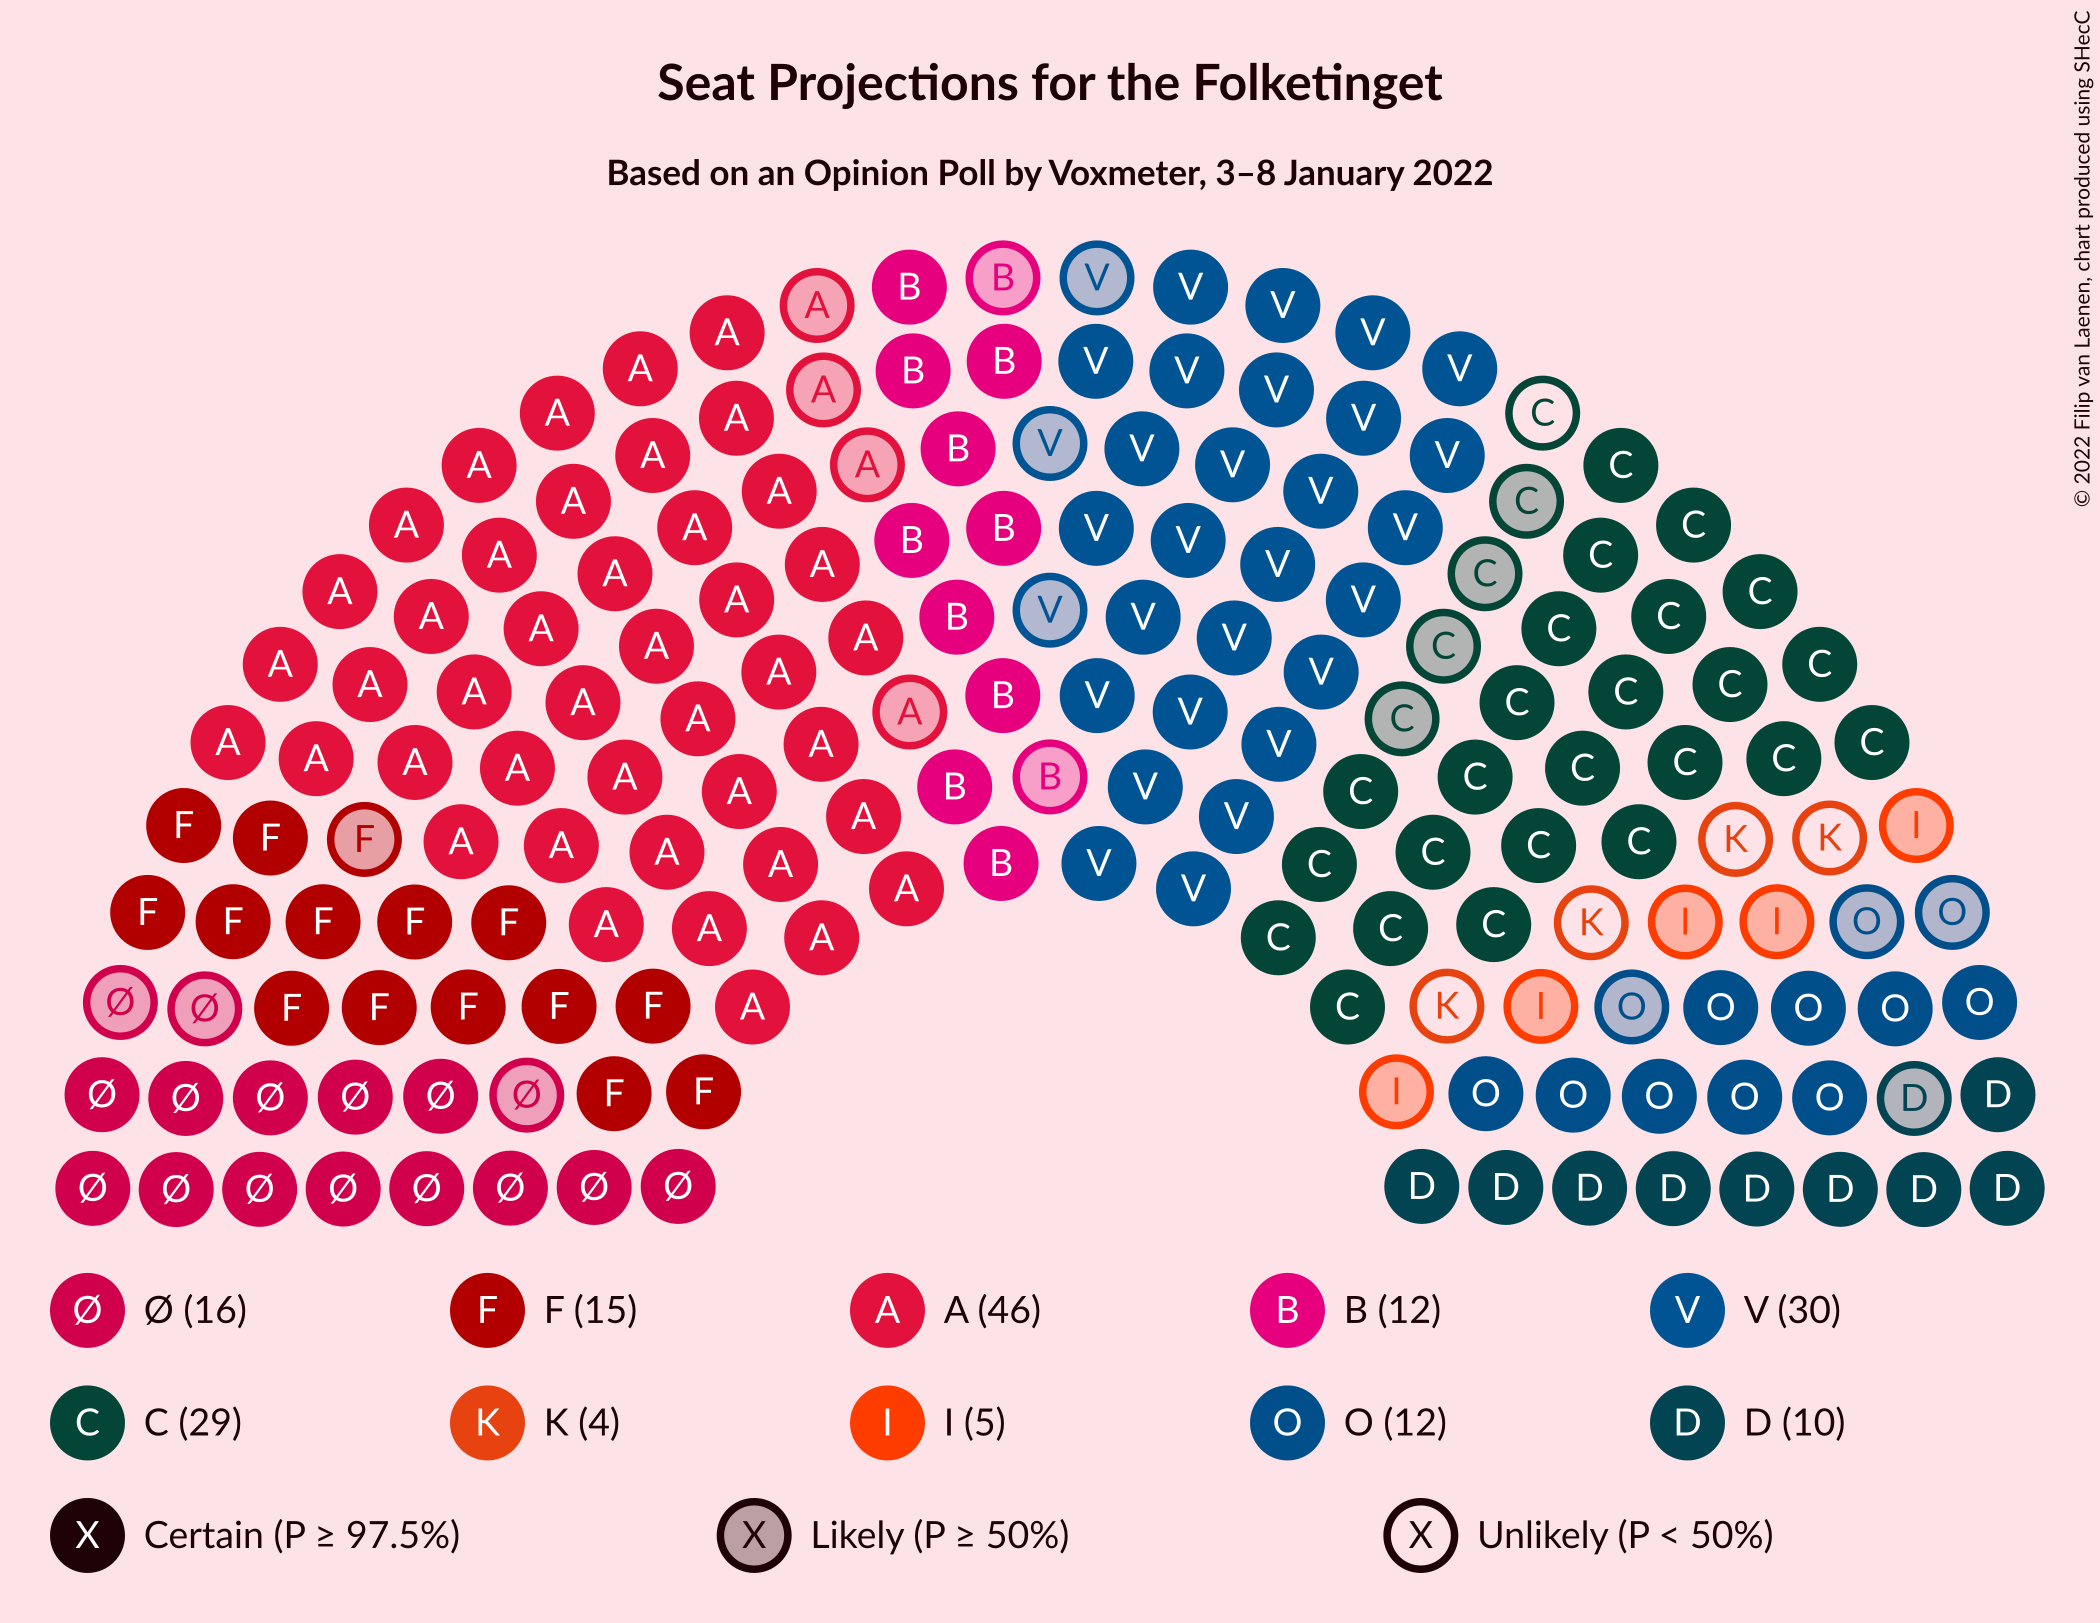 Seat Projections for the Folketinget
Based on an Opinion Poll by Voxmeter, 3–8 January 2022
© 2022 Filip van Laenen, chart produced using SHecC
B B V V
A V
A V
A B B V V V
A A V C
A A V C
A B V V V C
A A V C
A A V C
A B B V V C
A A V C
A A V C
A B V V C
A A V C
A A V C
A A B V V C
A A V C
A A C C
A A B B V C
A A V C
A A C C
F F F A A A A A B V V C C C C K K I
F F F F F A A A A V C C C K I I O O
Ø Ø F F F F F A C K I O O O O O
Ø Ø Ø Ø Ø Ø F F I O O O O O D D
Ø Ø Ø Ø Ø Ø Ø Ø D D D D D D D D
Ø Ø (16) F F (15) A A (46) B B (12) V V (30)
C C (29) K K (4) I I (5) O O (12) D D (10)
X Certain (P ≥ 97.5%) X Likely (P ≥ 50%) X Unlikely (P < 50%)